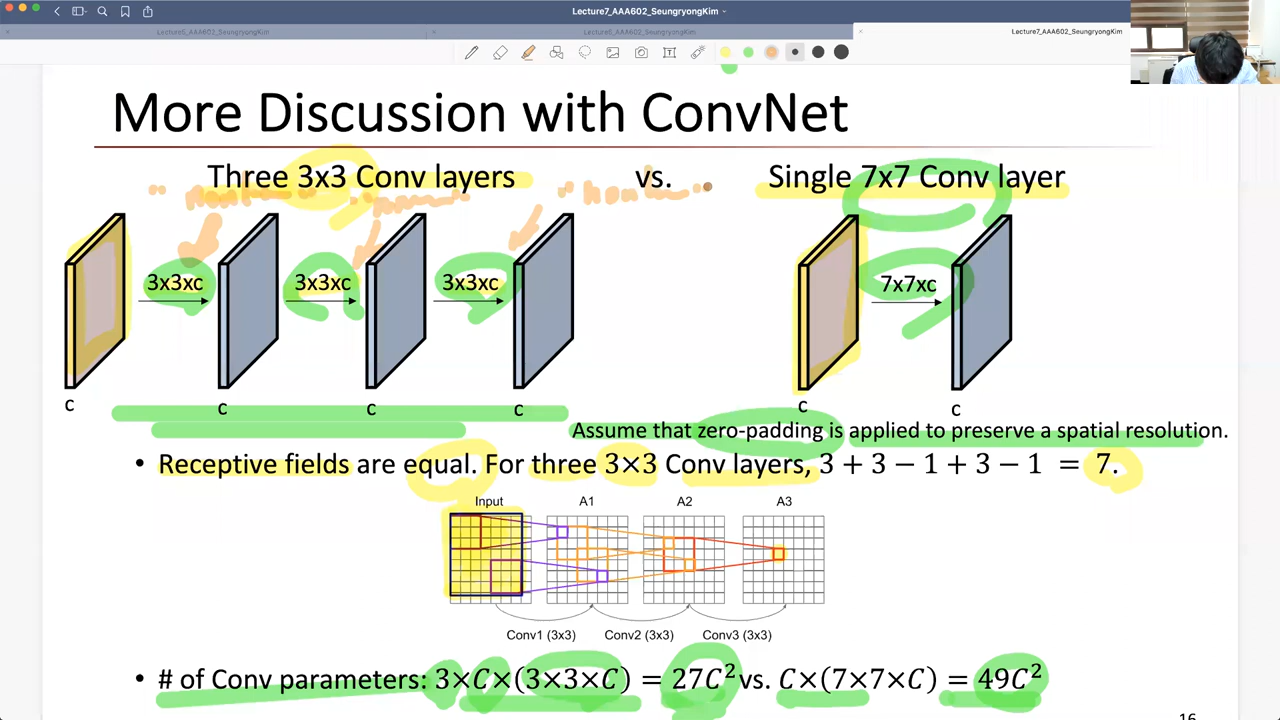 Lecture7_AAA602_SeungryongKim
Lecture5_AAA602_SeungryongKim
Lecture7_AAA602_SeungryongKim
More Discussion with ConvNet
Three 3x3 Conv layers vs. Single 7x7 Conv layer
3x3xc 3x3xc 3x3xc 7x7xc
c c c c c c
Assume that zero-padding is applied to preserve a spatial resolution.
• Receptive fields are equal. For three 3×3 Conv layers, 3 + 3 − 1 + 3 − 1 = 7.
Input A1 A2 A3
Conv1 (3x3) Conv2 (3x3) Conv3 (3x3)
• # of Conv parameters: 3×C×(3×3×C) = 27C² vs. C×(7×7×C) = 49C²
16